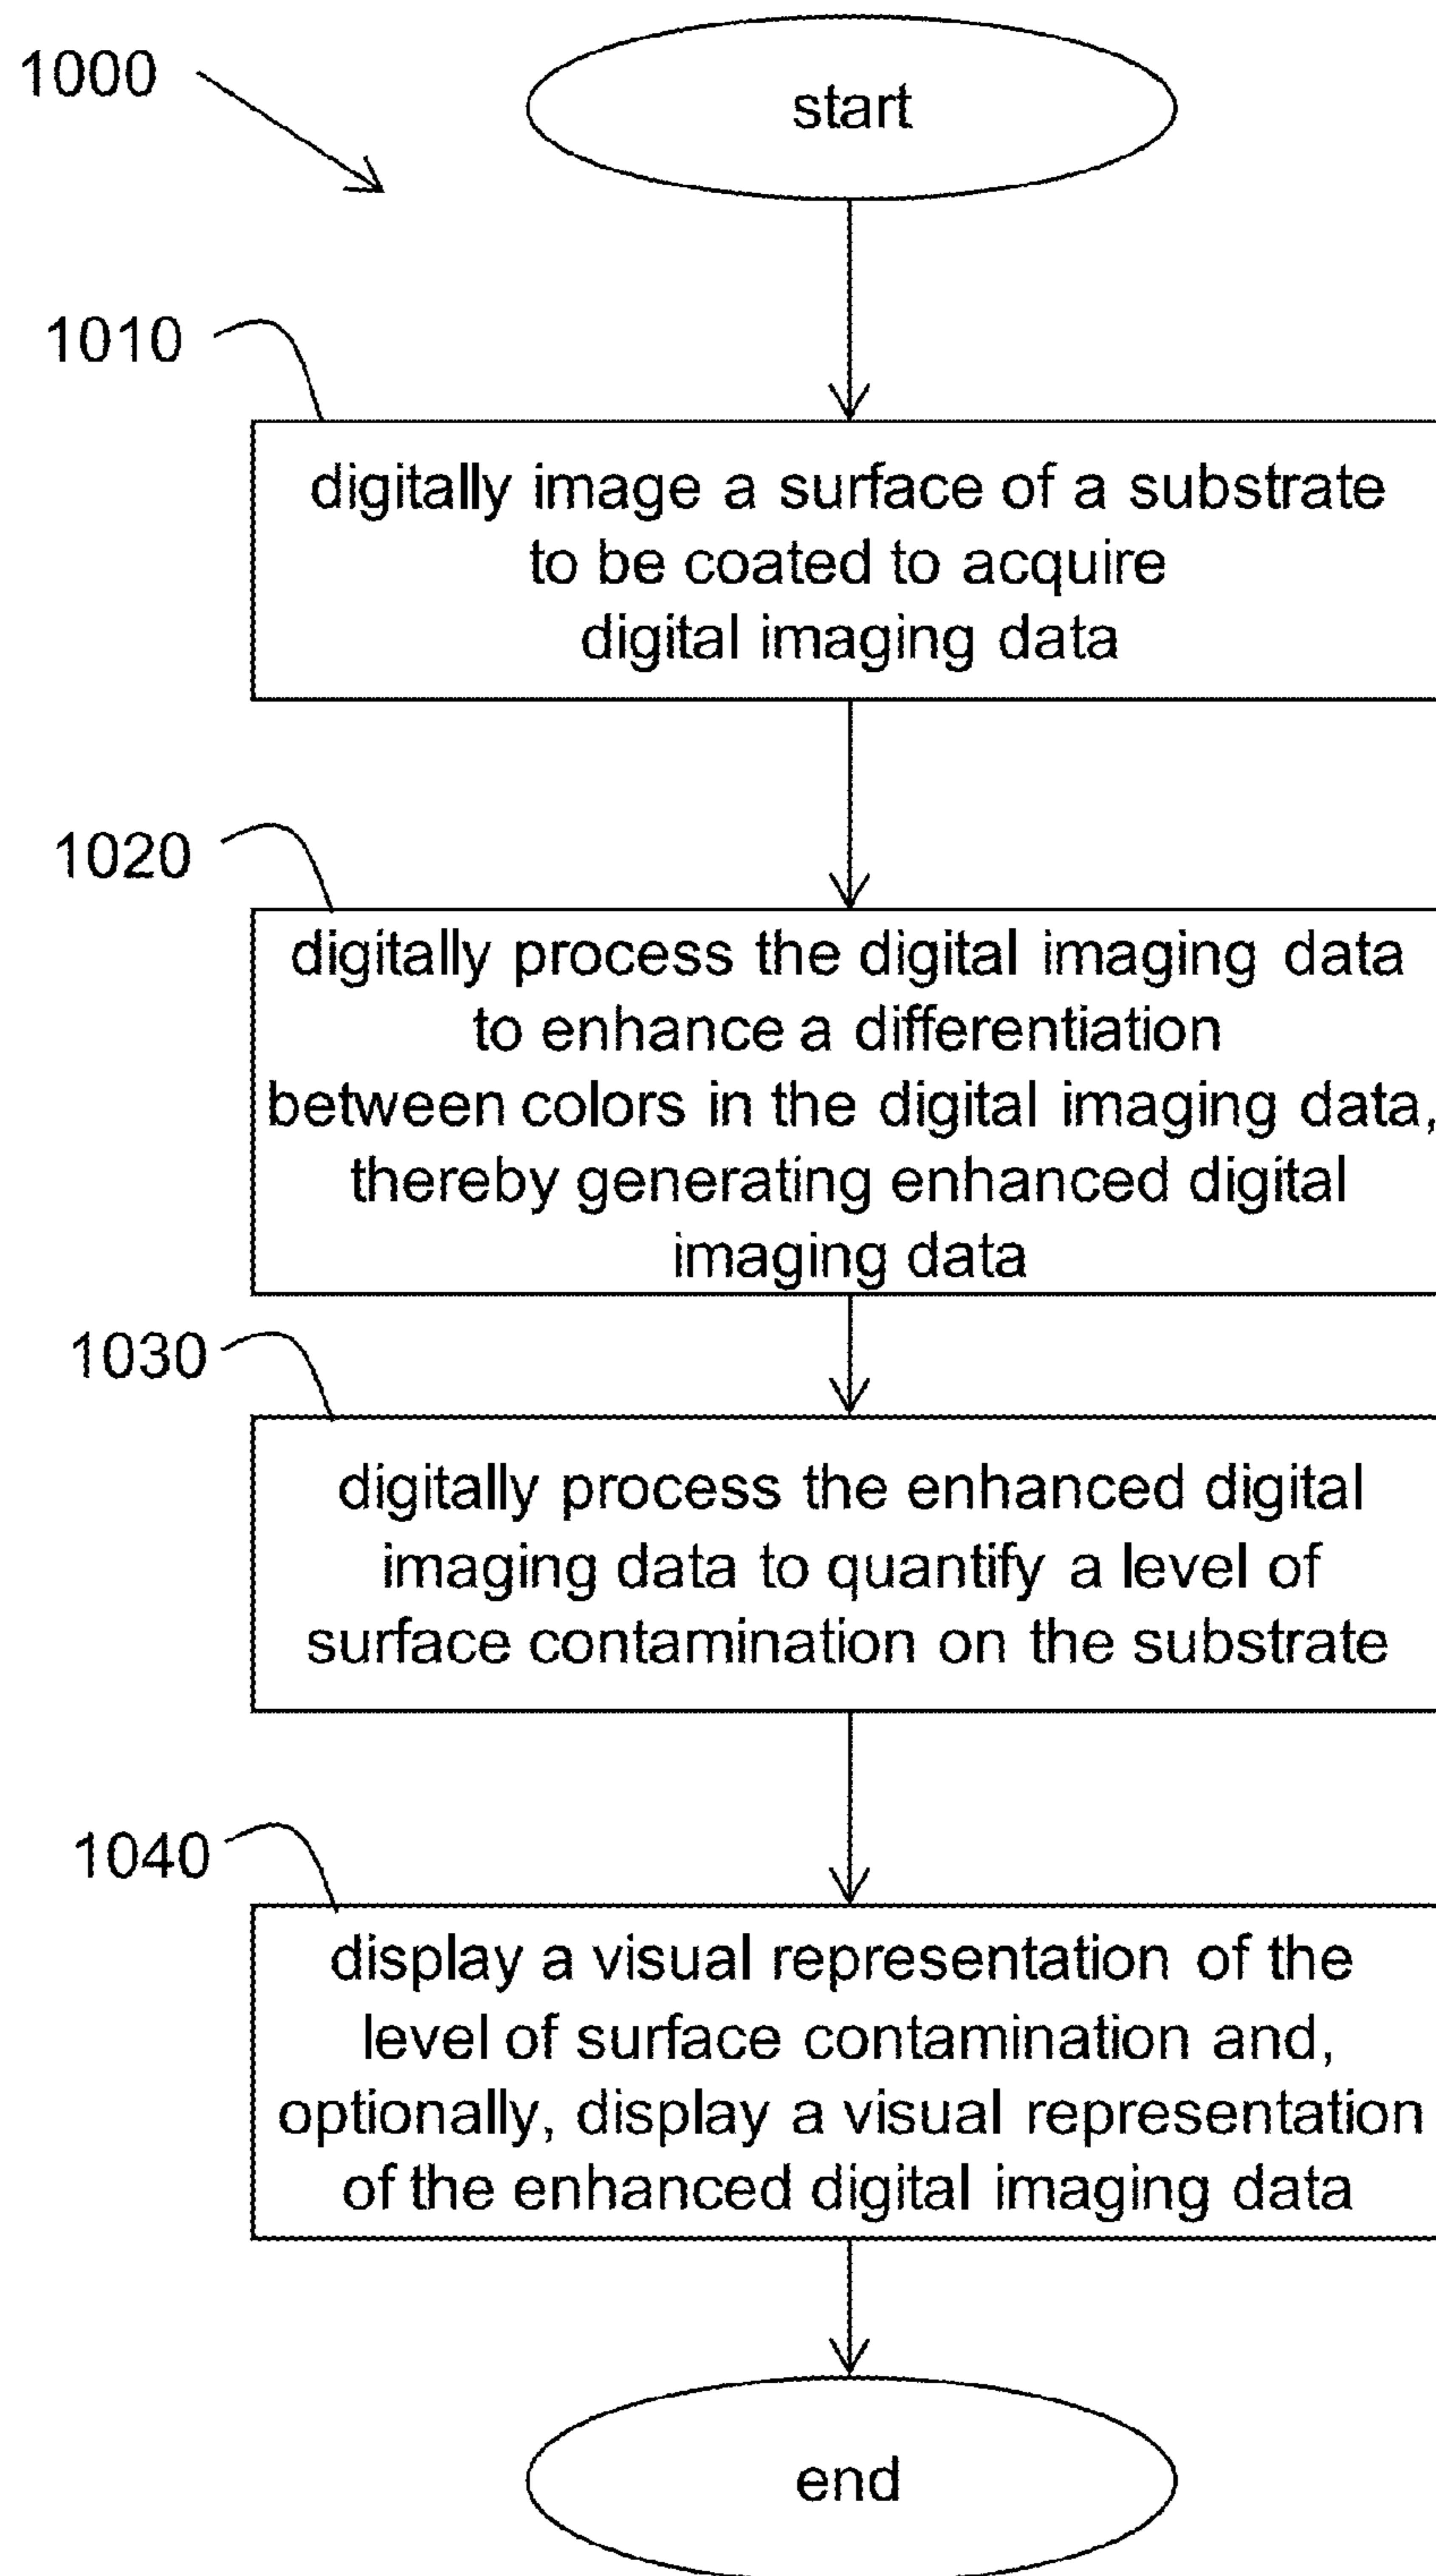 1000
start
1010
digitally image a surface of a substrate
to be coated to acquire
digital imaging data
1020
digitally process the digital imaging data
to enhance a differentiation
between colors in the digital imaging data,
thereby generating enhanced digital
imaging data
1030
digitally process the enhanced digital
imaging data to quantify a level of
surface contamination on the substrate
1040
display a visual representation of the
level of surface contamination and,
optionally, display a visual representation
of the enhanced digital imaging data
end